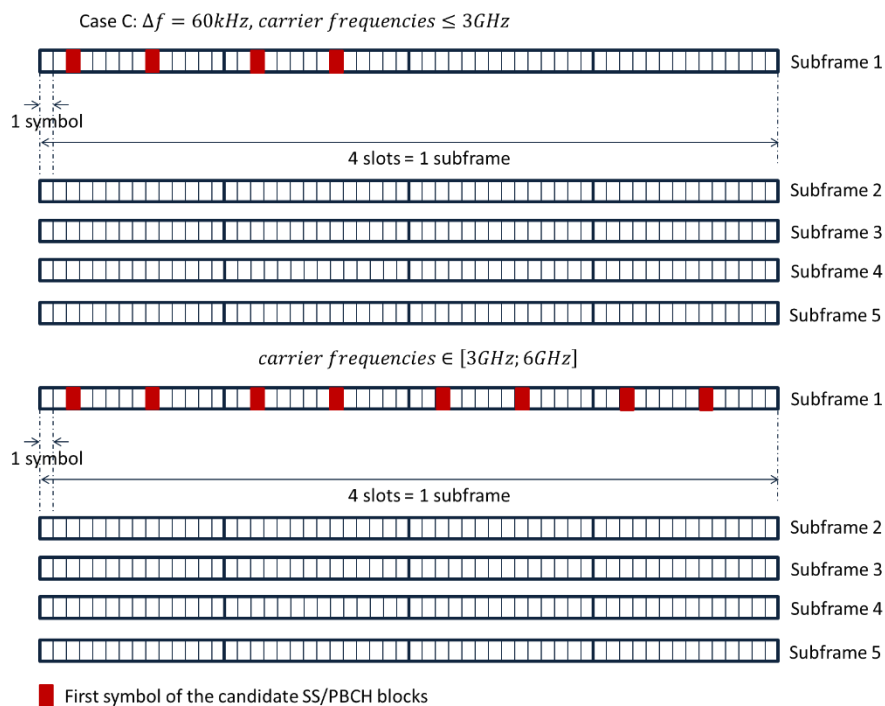 Case C: Δf = 60kHz, carrier frequencies ≤ 3GHz
Subframe 1
1 symbol
4 slots = 1 subframe
Subframe 2
Subframe 3
Subframe 4
Subframe 5
carrier frequencies ∈ [3GHz; 6GHz]
Subframe 1
1 symbol
4 slots = 1 subframe
Subframe 2
Subframe 3
Subframe 4
Subframe 5
First symbol of the candidate SS/PBCH blocks